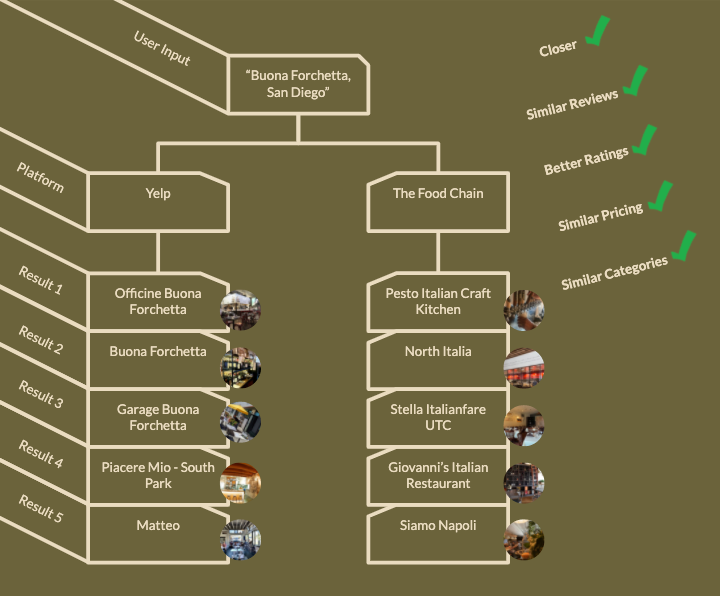 User Input
“Buona Forchetta,
San Diego”
Closer
Similar Reviews
Better Ratings
Similar Pricing
Similar Categories
Platform
Yelp
The Food Chain
Result 1
Officine Buona
Forchetta
Pesto Italian Craft
Kitchen
Result 2
Buona Forchetta
North Italia
Result 3
Garage Buona
Forchetta
Stella Italianfare
UTC
Result 4
Piacere Mio - South
Park
Giovanni’s Italian
Restaurant
Result 5
Matteo
Siamo Napoli